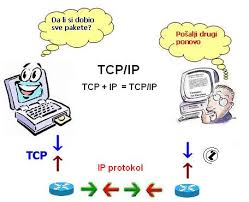 Da li si dobio
sve pakete?
Pošalji drugi
ponovo
TCP/IP
TCP + IP = TCP/IP
TCP
IP protokol